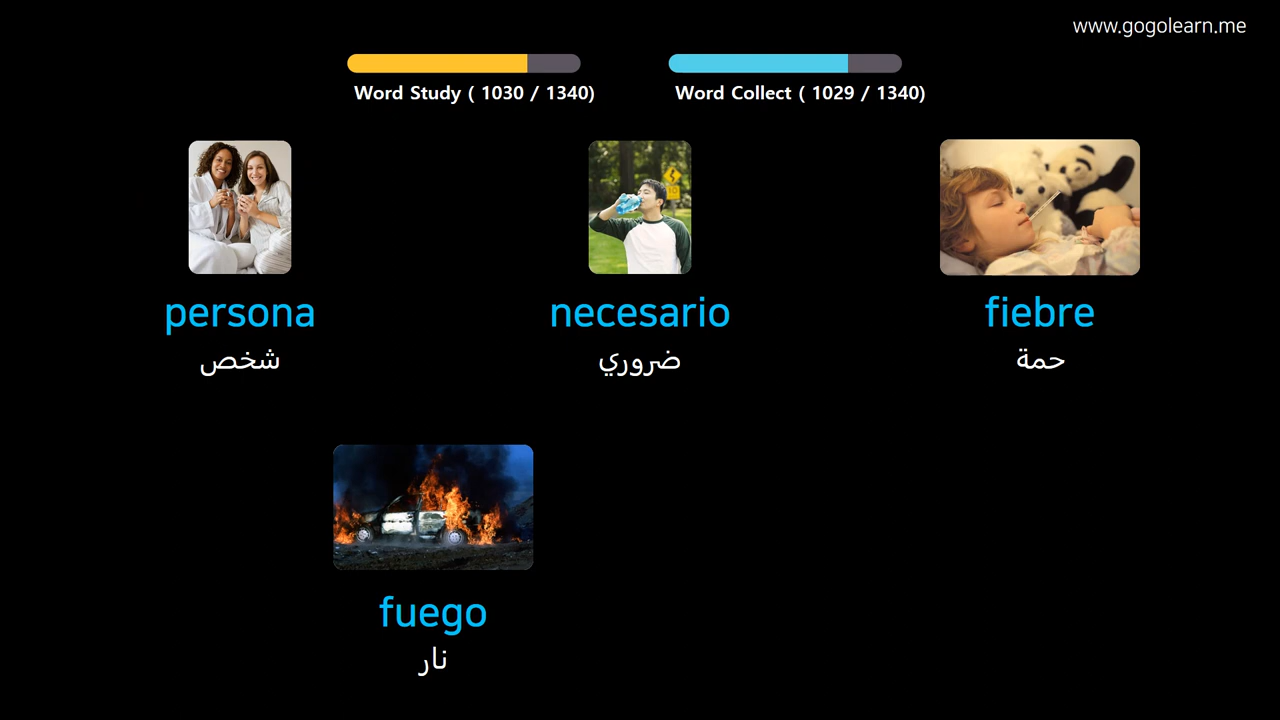 www.gogolearn.me
Word Study ( 1030 / 1340)
Word Collect ( 1029 / 1340)
persona
necesario
fiebre
شخص
ضروري
حمة
fuego
نار